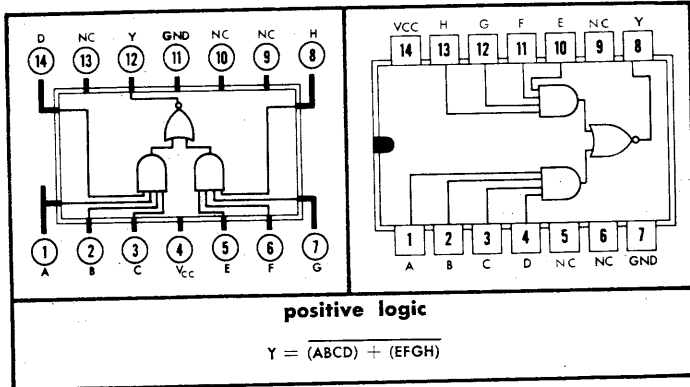 D NC Y GND NC NC H
14 13 12 11 10 9 8
1 2 3 4 5 6 7
A B C VCC E F G
VCC H G F E NC Y
14 13 12 11 10 9 8
1 2 3 4 5 6 7
A B C D NC NC GND
positive logic
Y = (ABCD) + (EFGH)